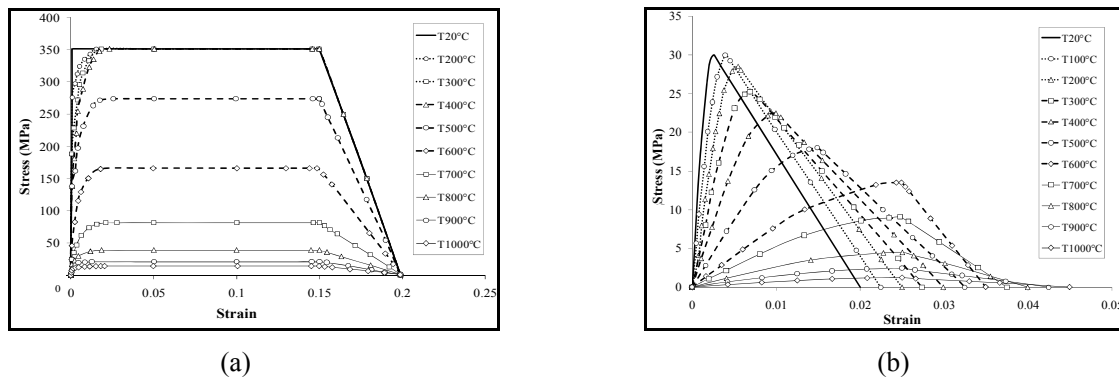 400
350
300
250
200
150
100
50
0
Stress (MPa)
0
0.05
0.1
0.15
0.2
0.25
Strain
T20°C
T200°C
T300°C
T400°C
T500°C
T600°C
T700°C
T800°C
T900°C
T1000°C
(a)
35
30
25
20
15
10
5
0
Stress (MPa)
0
0.01
0.02
0.03
0.04
Strain
T20°C
T100°C
T200°C
T300°C
T400°C
T500°C
T600°C
T700°C
T800°C
T900°C
T1000°C
(b)